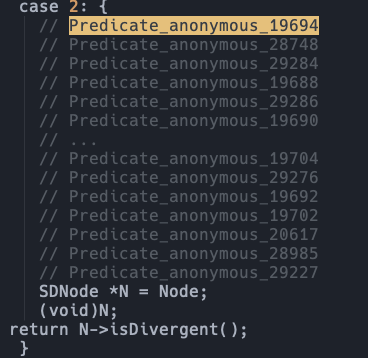 case 2: {
// Predicate_anonymous_19694
// Predicate_anonymous_28748
// Predicate_anonymous_29284
// Predicate_anonymous_19688
// Predicate_anonymous_29286
// Predicate_anonymous_19690
// ...
// Predicate_anonymous_19704
// Predicate_anonymous_29276
// Predicate_anonymous_19692
// Predicate_anonymous_19702
// Predicate_anonymous_20617
// Predicate_anonymous_28985
// Predicate_anonymous_29227
SDNode *N = Node;
(void)N;
return N->isDivergent();
}